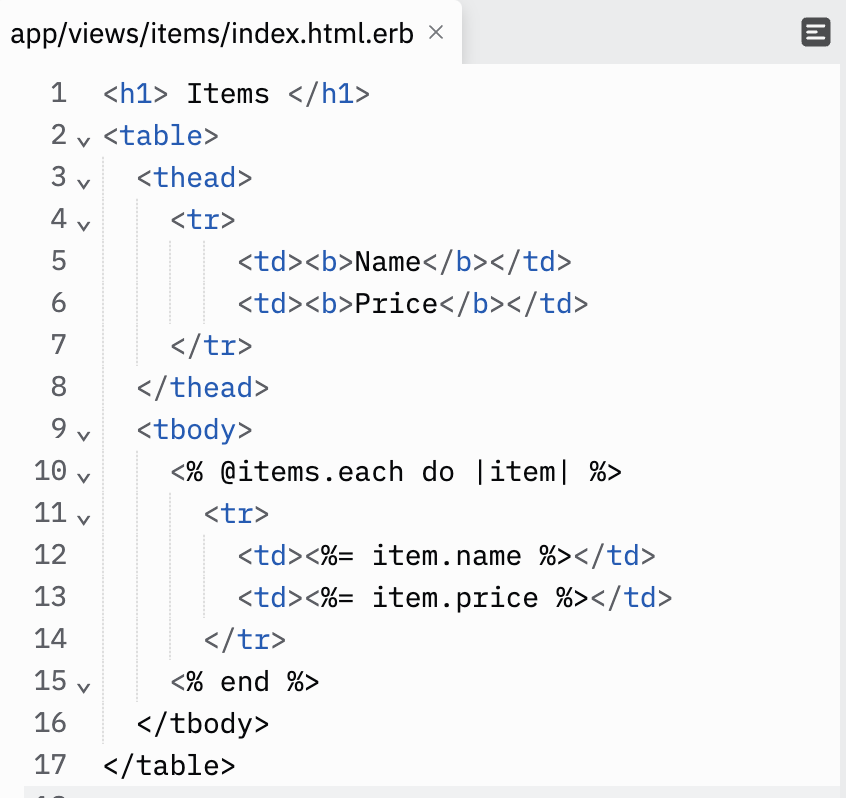 app/views/items/index.html.erb ×
1 <h1> Items </h1>
2 <table>
3   <thead>
4     <tr>
5         <td><b>Name</b></td>
6         <td><b>Price</b></td>
7     </tr>
8   </thead>
9   <tbody>
10     <% @items.each do |item| %>
11       <tr>
12         <td><%= item.name %></td>
13         <td><%= item.price %></td>
14       </tr>
15     <% end %>
16   </tbody>
17 </table>